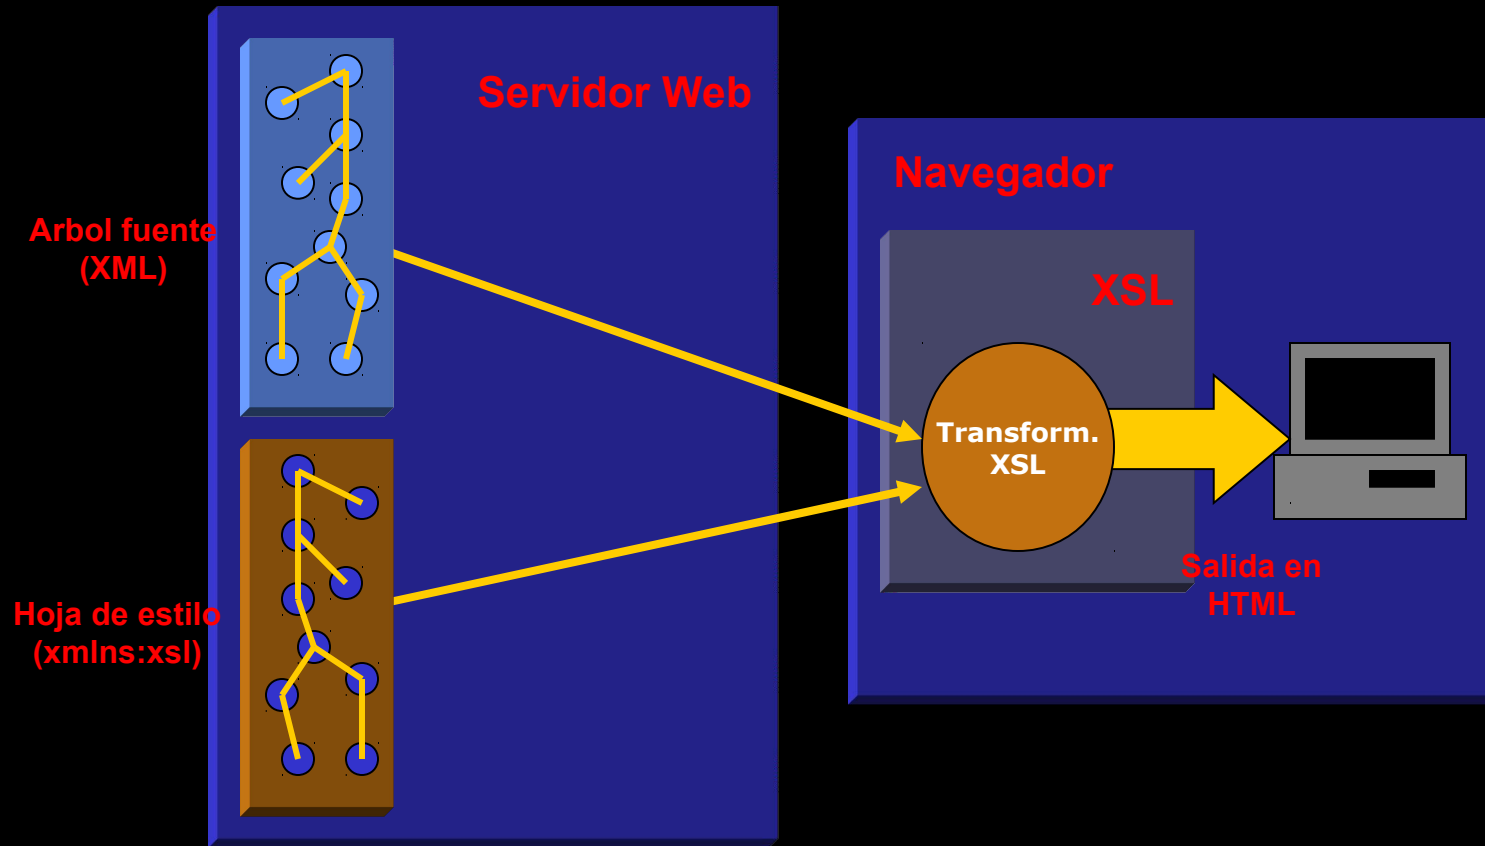 Servidor Web
Navegador
Arbol fuente
(XML)
XSL
Transform.
XSL
Salida en
HTML
Hoja de estilo
(xmlns:xsl)